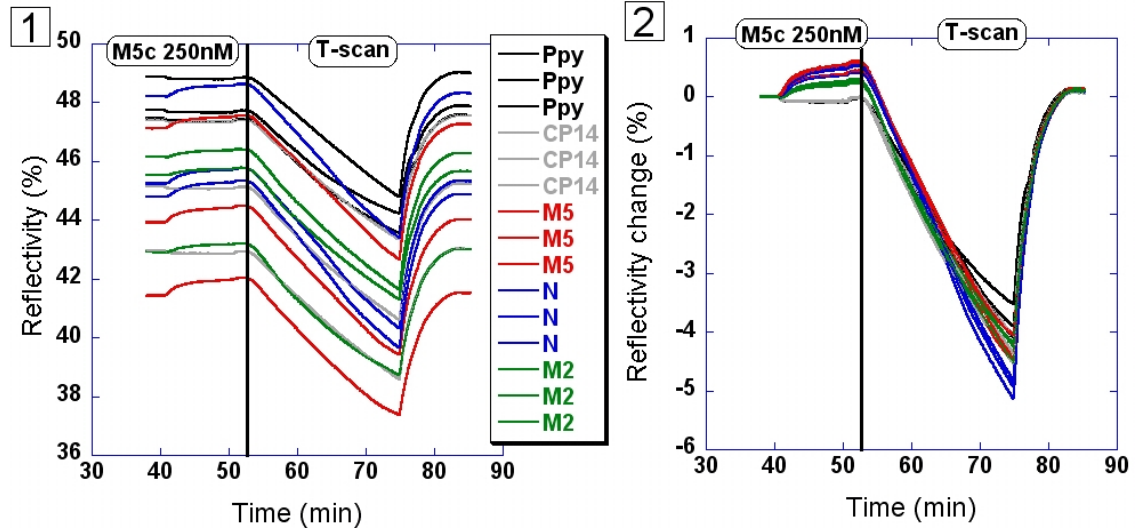 1
M5c 250nM
T-scan
Reflectivity (%)
50
48
46
44
42
40
38
36
30 40 50 60 70 80 90
Time (min)
Ppy
Ppy
Ppy
CP14
CP14
CP14
M5
M5
M5
N
N
N
M2
M2
M2
2
M5c 250nM
T-scan
Reflectivity change (%)
1
0
-1
-2
-3
-4
-5
-6
30 40 50 60 70 80 90
Time (min)